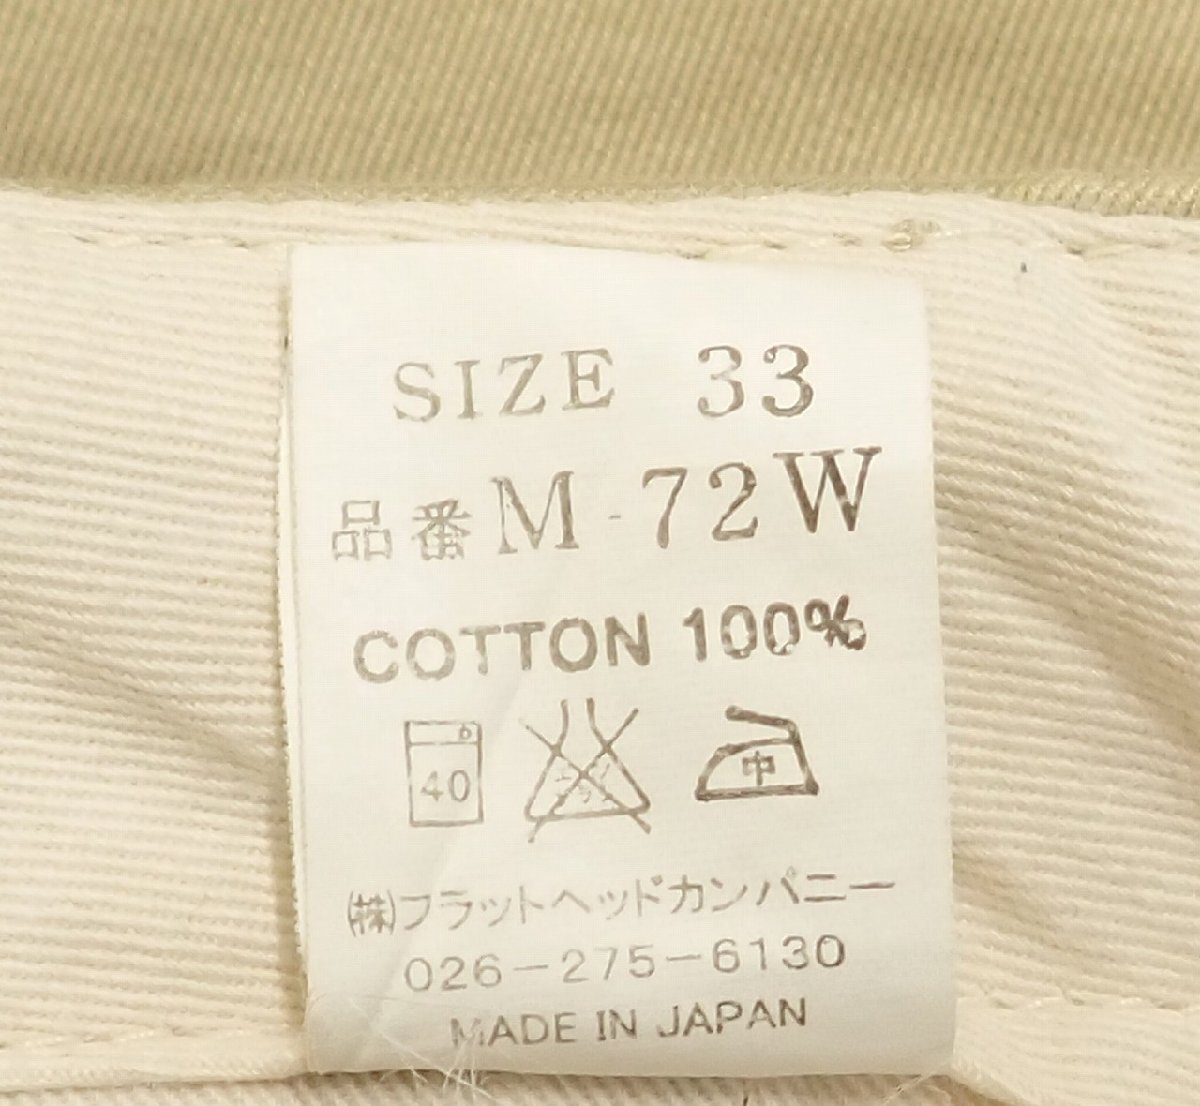 SIZE 33
品番 M-72W
COTTON 100%
40 中
㈱フラットヘッドカンパニー
026-275-6130
MADE IN JAPAN